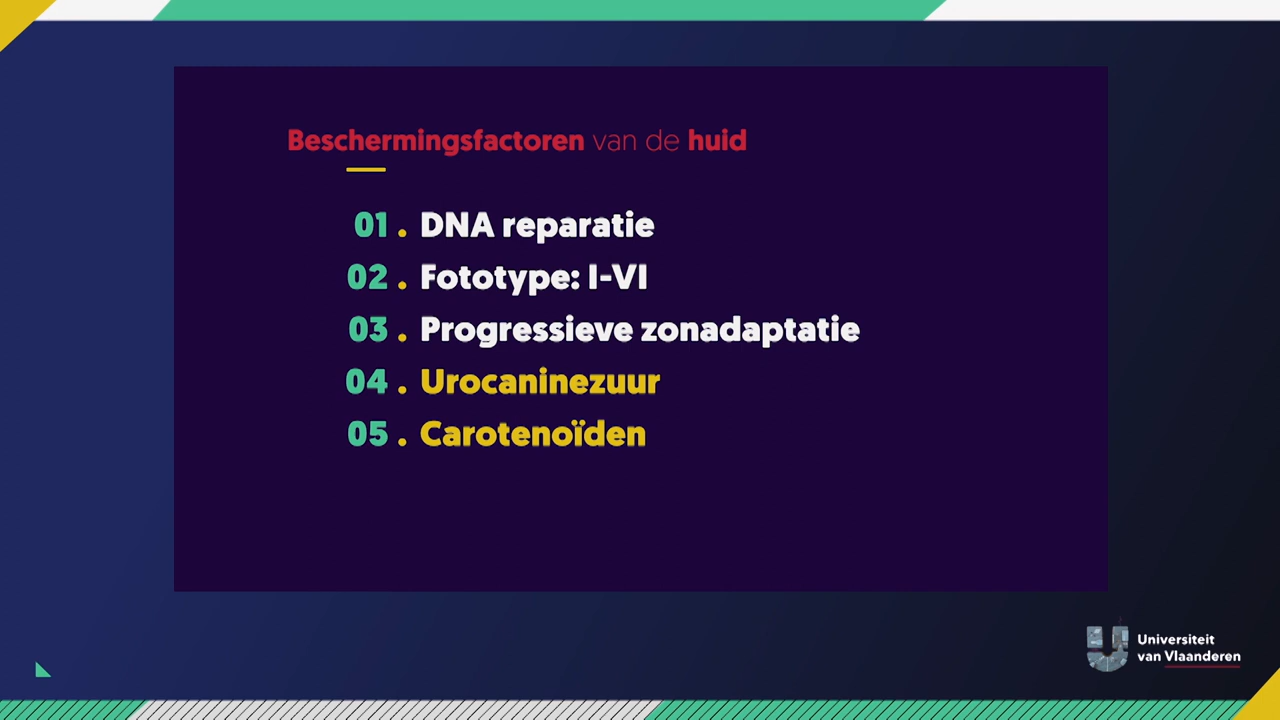 Beschermingsfactoren van de huid
01. DNA reparatie
02. Fototype: I-VI
03. Progressieve zonadaptatie
04. Urocaninezuur
05. Carotenoïden
Universiteit
van Vlaanderen